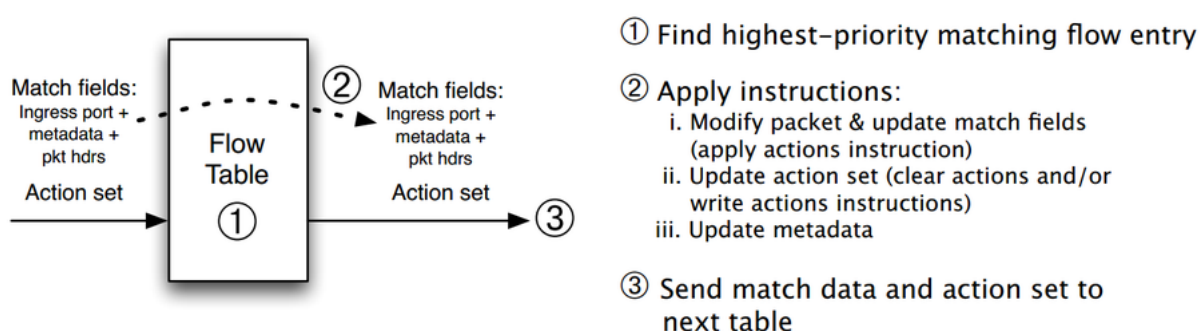 Match fields:
Ingress port +
metadata +
pkt hdrs
Action set
Flow
Table
①
②
Match fields:
Ingress port +
metadata +
pkt hdrs
Action set
③
① Find highest–priority matching flow entry
② Apply instructions:
i. Modify packet & update match fields
(apply actions instruction)
ii. Update action set (clear actions and/or
write actions instructions)
iii. Update metadata
③ Send match data and action set to
next table